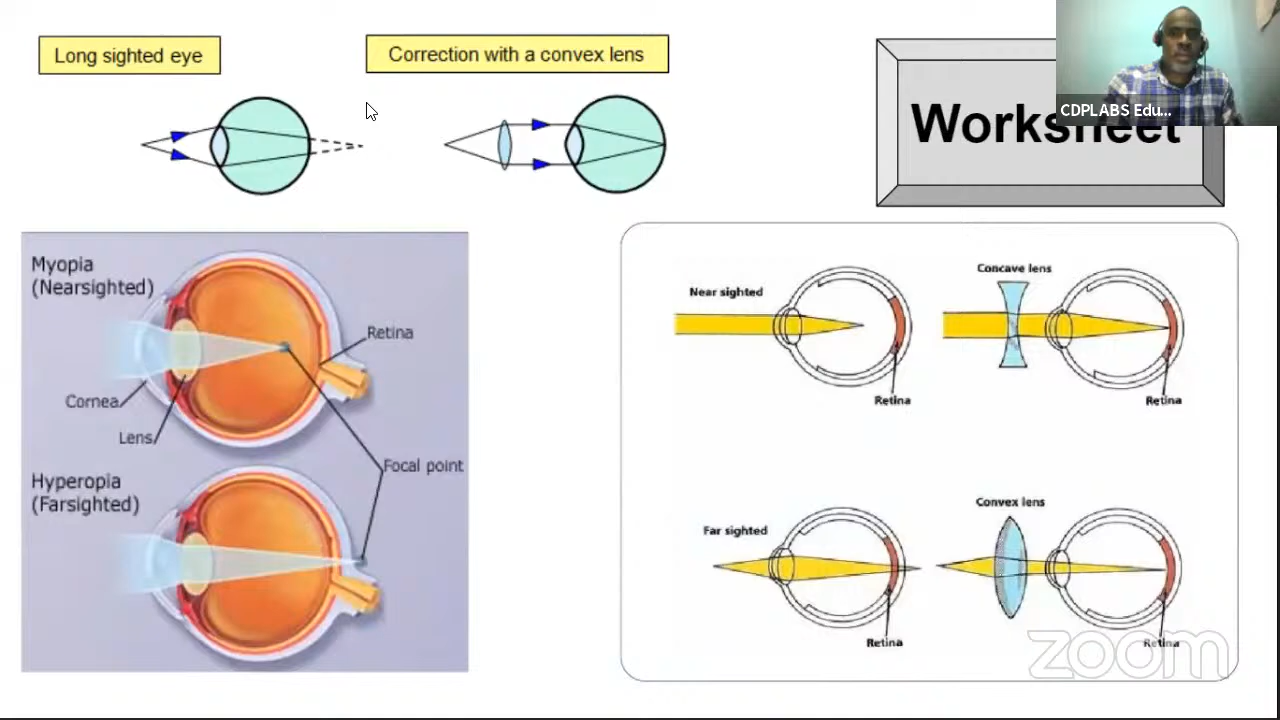 Long sighted eye
Correction with a convex lens
CDPLABS Edu...
Worksheet
Myopia
(Nearsighted)
Retina
Cornea
Lens
Focal point
Hyperopia
(Farsighted)
Near sighted
Concave lens
Retina
Retina
Far sighted
Convex lens
Retina
Retina
zoom